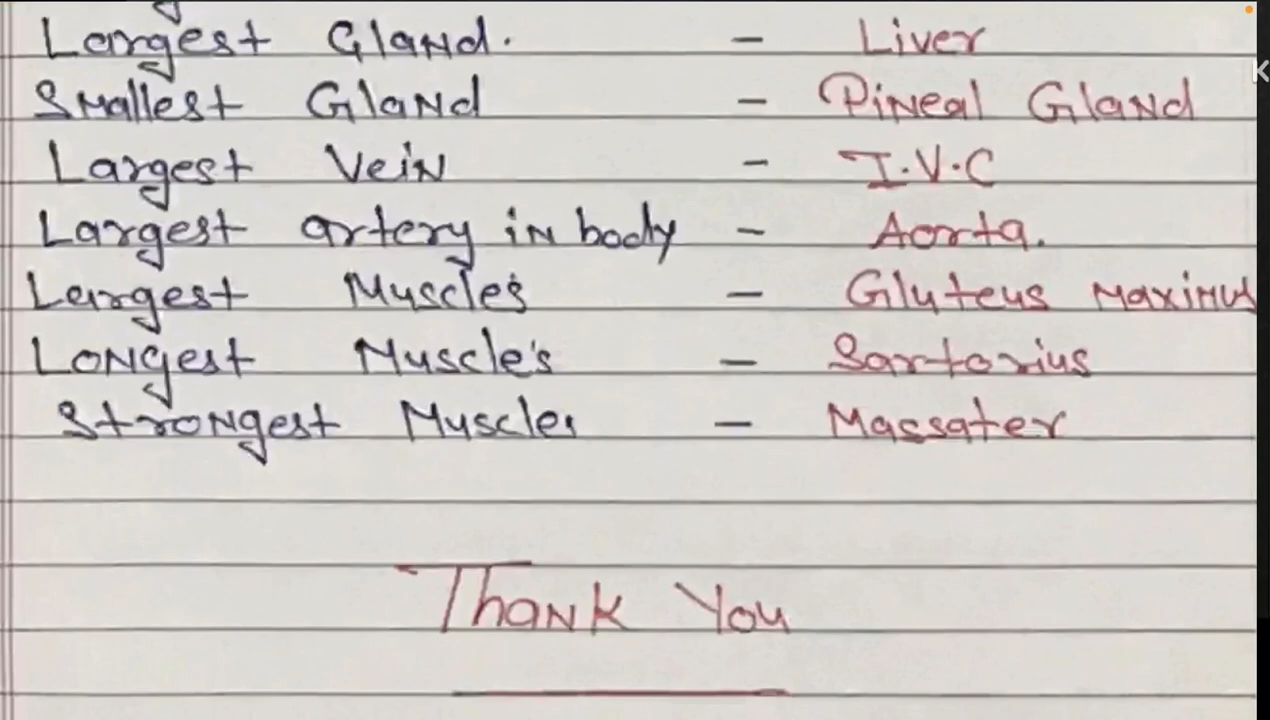 Largest Gland. - Liver
Smallest Gland - Pineal Gland
Largest Vein - I.V.C
Largest artery in body - Aorta.
Largest Muscle's - Gluteus Maximus
Longest Muscle's - Sartorius
Strongest Muscles - Massater
Thank You